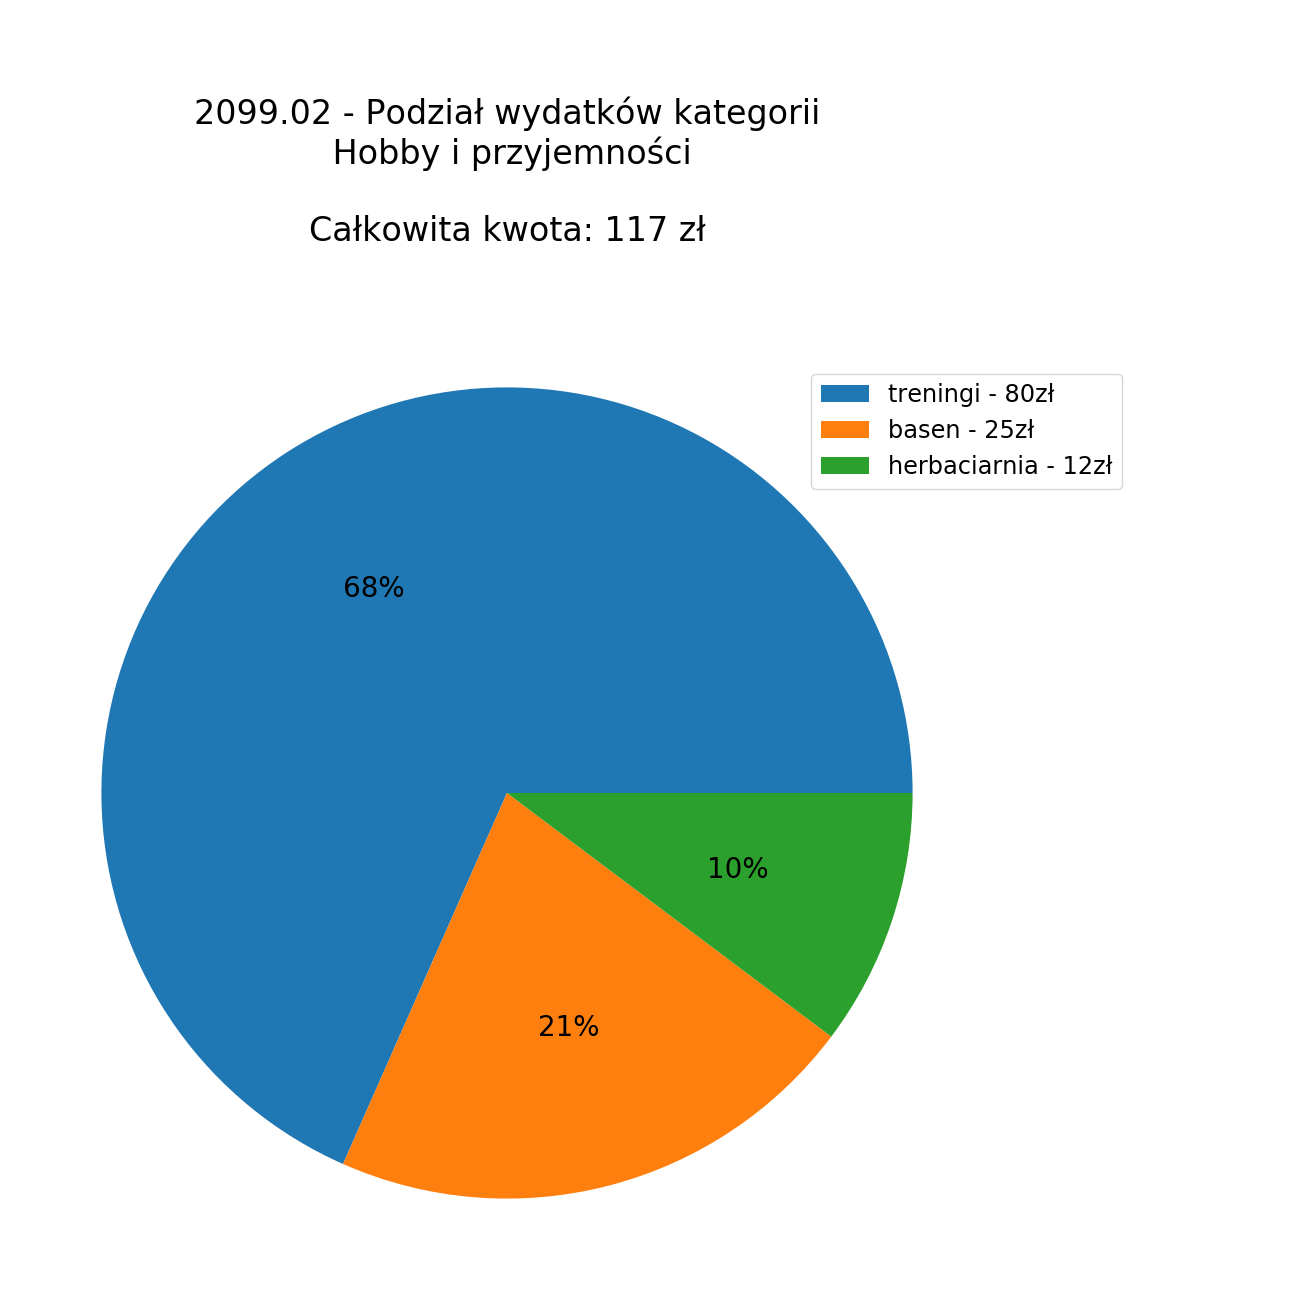 2099.02 - Podział wydatków kategorii
Hobby i przyjemności
Całkowita kwota: 117 zł
treningi - 80zł
basen - 25zł
herbaciarnia - 12zł
68%
10%
21%